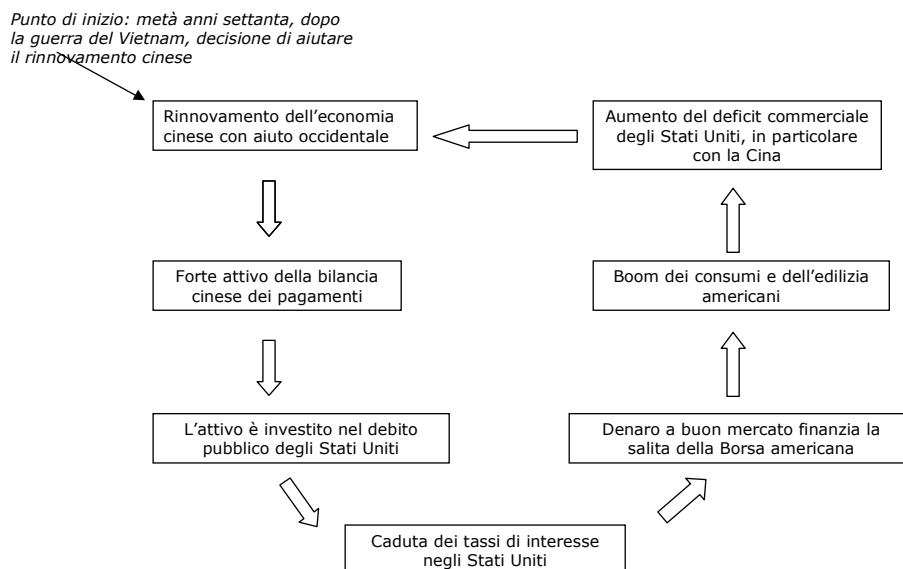 Punto di inizio: metà anni settanta, dopo
la guerra del Vietnam, decisione di aiutare
il rinnovamento cinese
Rinnovamento dell’economia
cinese con aiuto occidentale
Forte attivo della bilancia
cinese dei pagamenti
L’attivo è investito nel debito
pubblico degli Stati Uniti
Caduta dei tassi di interesse
negli Stati Uniti
Denaro a buon mercato finanzia la
salita della Borsa americana
Boom dei consumi e dell’edilizia
americani
Aumento del deficit commerciale
degli Stati Uniti, in particolare
con la Cina